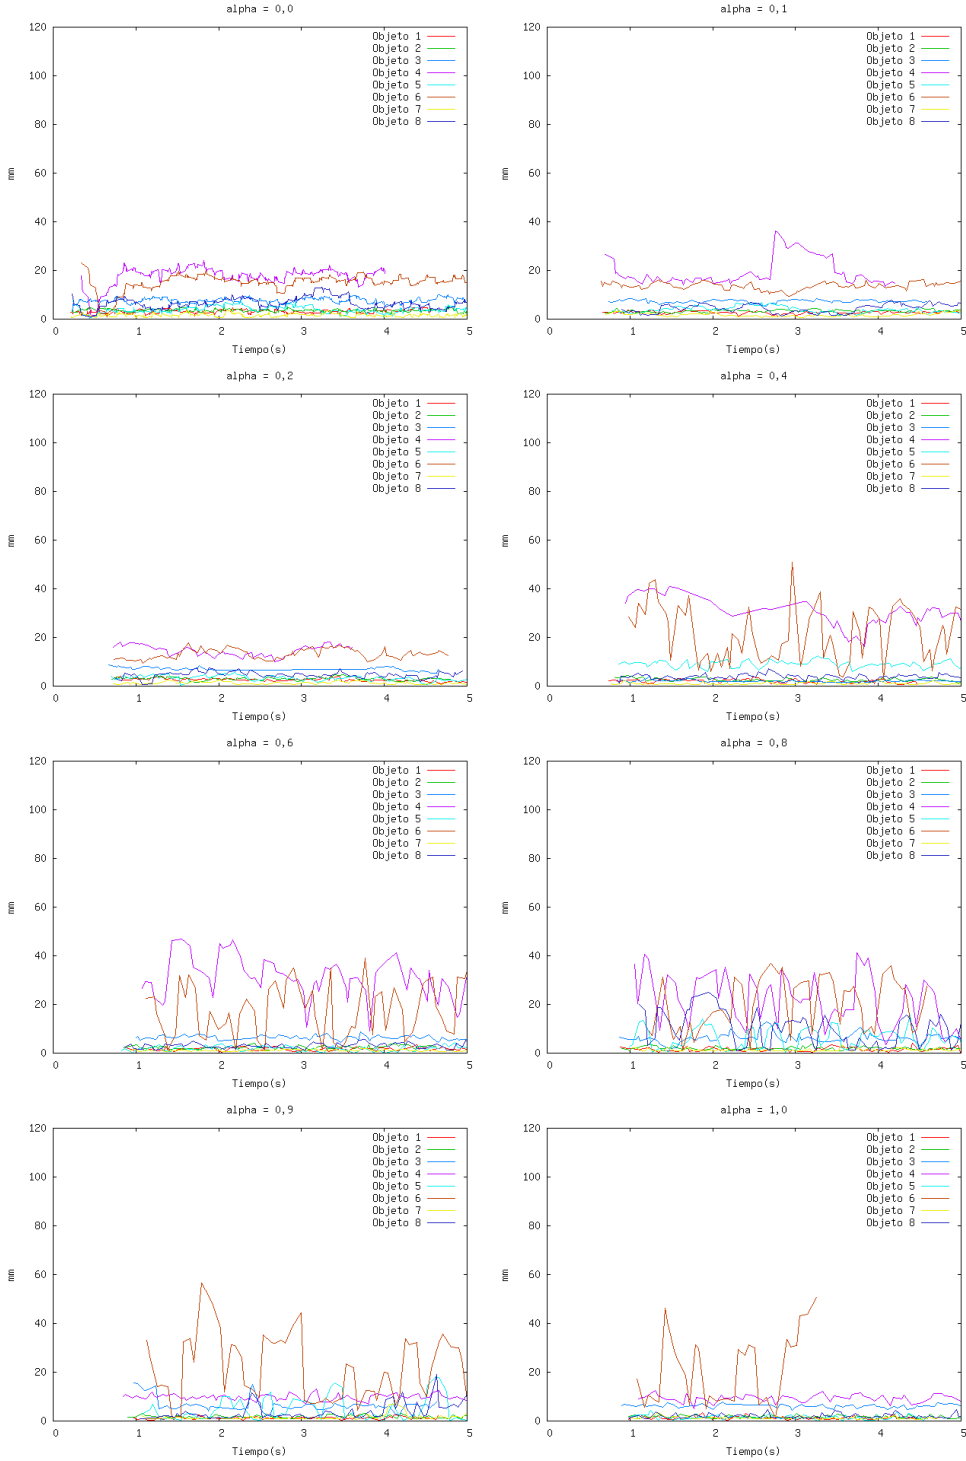 alpha = 0,0
120
100
80
60
40
20
0
mm
Objeto 1
Objeto 2
Objeto 3
Objeto 4
Objeto 5
Objeto 6
Objeto 7
Objeto 8
0 1 2 3 4 5
Tiempo(s)
alpha = 0,1
120
100
80
60
40
20
0
mm
Objeto 1
Objeto 2
Objeto 3
Objeto 4
Objeto 5
Objeto 6
Objeto 7
Objeto 8
0 1 2 3 4 5
Tiempo(s)
alpha = 0,2
120
100
80
60
40
20
0
mm
Objeto 1
Objeto 2
Objeto 3
Objeto 4
Objeto 5
Objeto 6
Objeto 7
Objeto 8
0 1 2 3 4 5
Tiempo(s)
alpha = 0,4
120
100
80
60
40
20
0
mm
Objeto 1
Objeto 2
Objeto 3
Objeto 4
Objeto 5
Objeto 6
Objeto 7
Objeto 8
0 1 2 3 4 5
Tiempo(s)
alpha = 0,6
120
100
80
60
40
20
0
mm
Objeto 1
Objeto 2
Objeto 3
Objeto 4
Objeto 5
Objeto 6
Objeto 7
Objeto 8
0 1 2 3 4 5
Tiempo(s)
alpha = 0,8
120
100
80
60
40
20
0
mm
Objeto 1
Objeto 2
Objeto 3
Objeto 4
Objeto 5
Objeto 6
Objeto 7
Objeto 8
0 1 2 3 4 5
Tiempo(s)
alpha = 0,9
120
100
80
60
40
20
0
mm
Objeto 1
Objeto 2
Objeto 3
Objeto 4
Objeto 5
Objeto 6
Objeto 7
Objeto 8
0 1 2 3 4 5
Tiempo(s)
alpha = 1,0
120
100
80
60
40
20
0
mm
Objeto 1
Objeto 2
Objeto 3
Objeto 4
Objeto 5
Objeto 6
Objeto 7
Objeto 8
0 1 2 3 4 5
Tiempo(s)